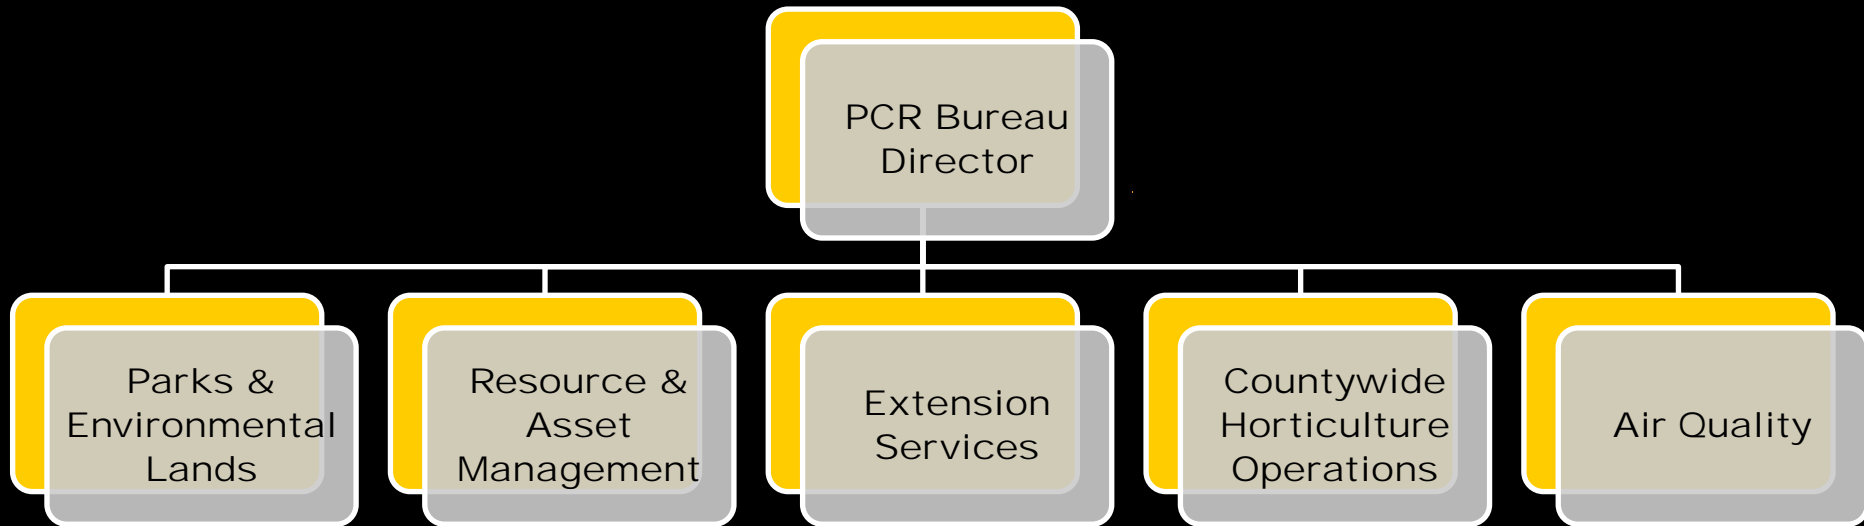 PCR Bureau
Director
Parks &
Environmental
Lands
Resource &
Asset
Management
Extension
Services
Countywide
Horticulture
Operations
Air Quality